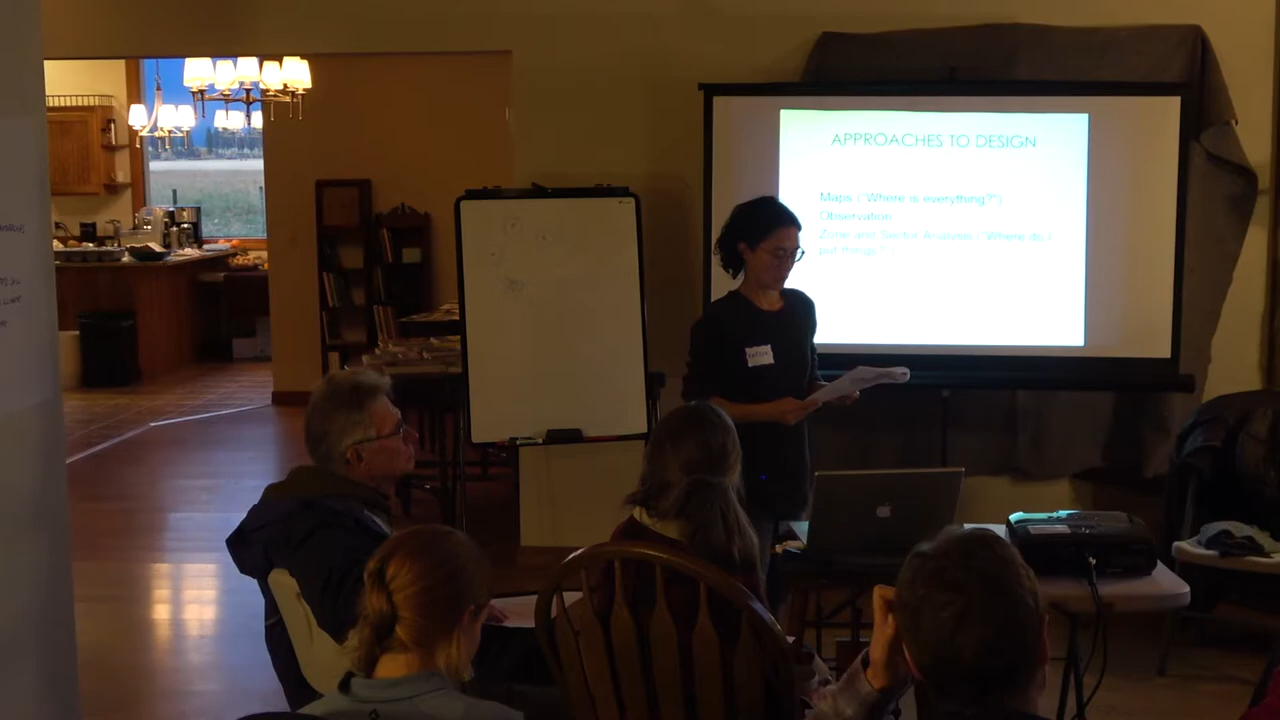 APPROACHES TO DESIGN
Maps ("Where is everything?")
Observation
Zone and Sector Analysis ("Where do I
put things?")